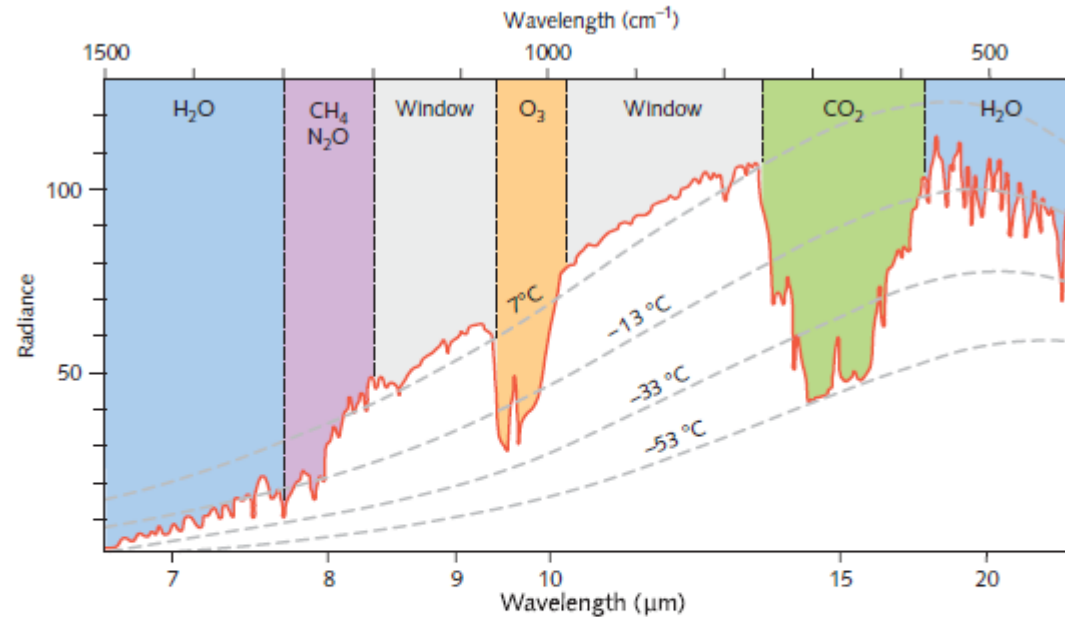 Wavelength (cm⁻¹)
1500 1000 500
H₂O CH₄ Window O₃ Window CO₂ H₂O
N₂O
100
50
Radiance
7°C
–13 °C
–33 °C
–53 °C
7 8 9 10 15 20
Wavelength (μm)